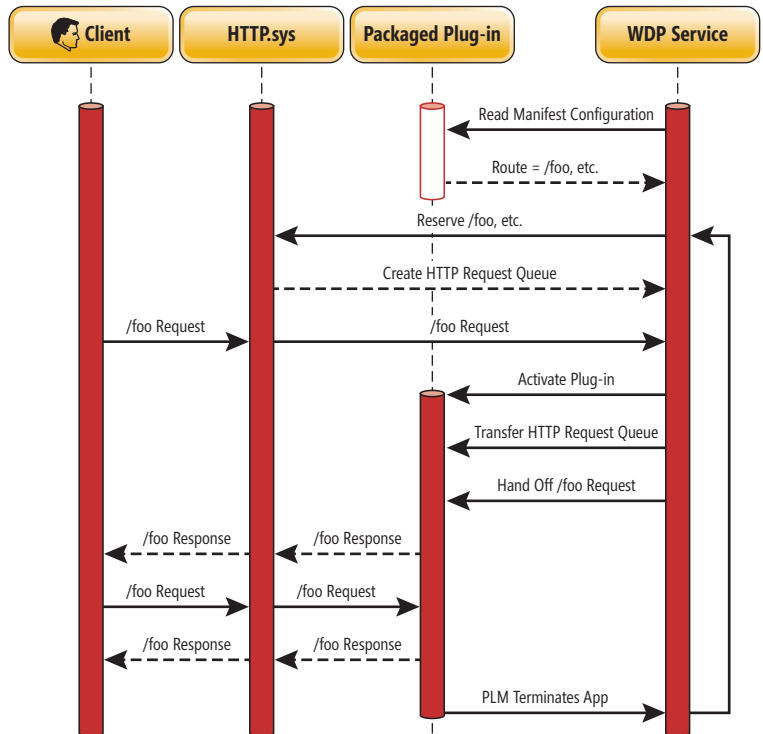 Client
HTTP.sys
Packaged Plug-in
WDP Service
Read Manifest Configuration
Route = /foo, etc.
Reserve /foo, etc.
Create HTTP Request Queue
/foo Request
/foo Request
Activate Plug-in
Transfer HTTP Request Queue
Hand Off /foo Request
/foo Response
/foo Response
/foo Request
/foo Request
/foo Response
/foo Response
PLM Terminates App